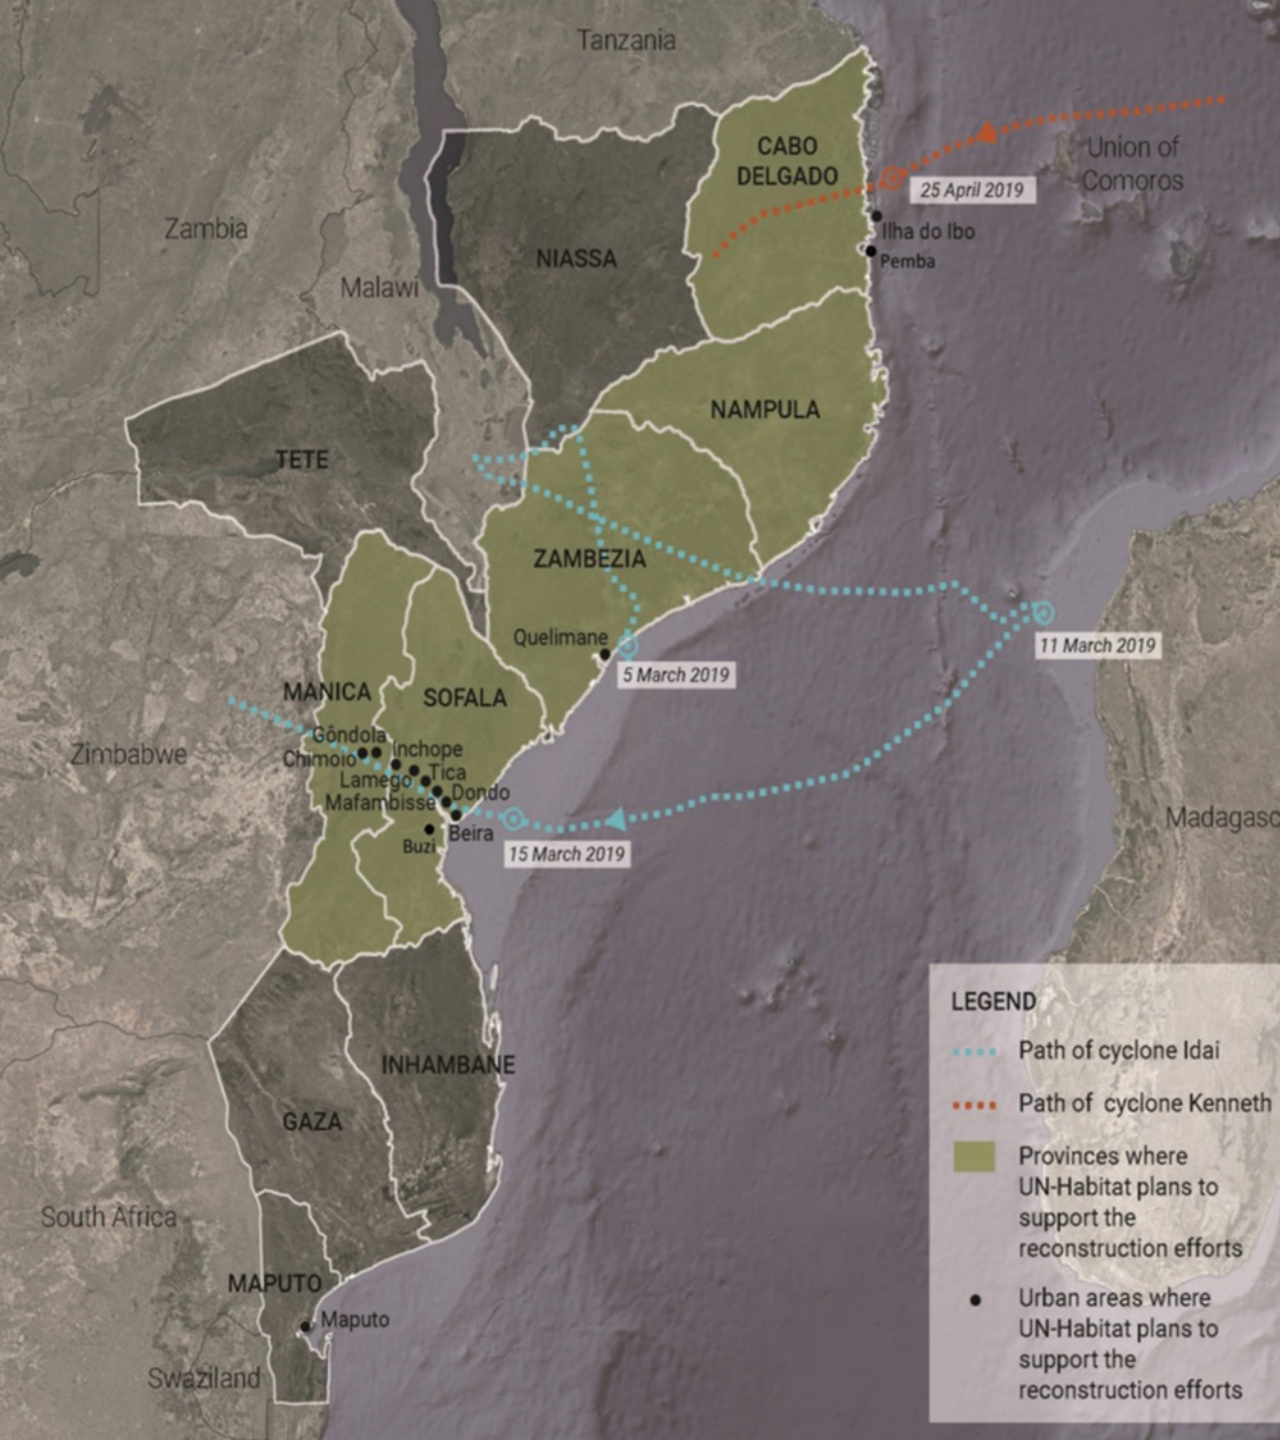 Tanzania
CABO
DELGADO
Union of
Comoros
25 April 2019
Zambia
Ilha do Ibo
NIASSA
Pemba
Malawi
NAMPULA
TETE
ZAMBEZIA
11 March 2019
Quelimane
5 March 2019
MANICA
SOFALA
Gôndola
Inchope
Zimbabwe
Chimoio
Lamego
Tica
Dondo
Mafambisse
Beira
Buzi
Madagasc
15 March 2019
LEGEND
Path of cyclone Idai
Path of cyclone Kenneth
Provinces where
UN-Habitat plans to
support the
reconstruction efforts
Urban areas where
UN-Habitat plans to
support the
reconstruction efforts
INHAMBANE
GAZA
South Africa
MAPUTO
Maputo
Swaziland